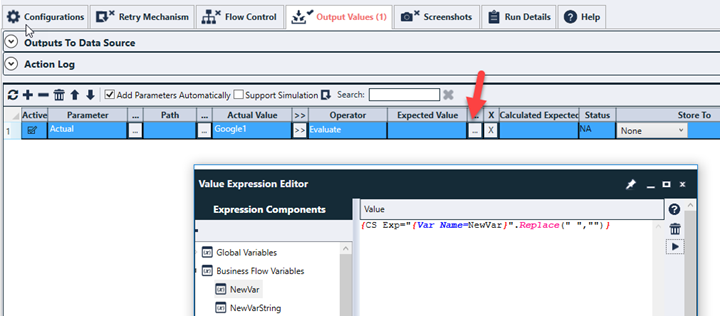 Configurations Retry Mechanism Flow Control Output Values (1) Screenshots Run Details Help
Outputs To Data Source
Action Log
Add Parameters Automatically Support Simulation Search:
Active Parameter ... Path ... Actual Value >> Operator Expected Value ... X Calculated Expected Status Store To
1 Actual ... ... Google1 >> Evaluate ... X NA None
Value Expression Editor
Expression Components Value
{CS Exp="{Var Name=NewVar}".Replace(" ","")}
Global Variables
Business Flow Variables
NewVar
NewVarString